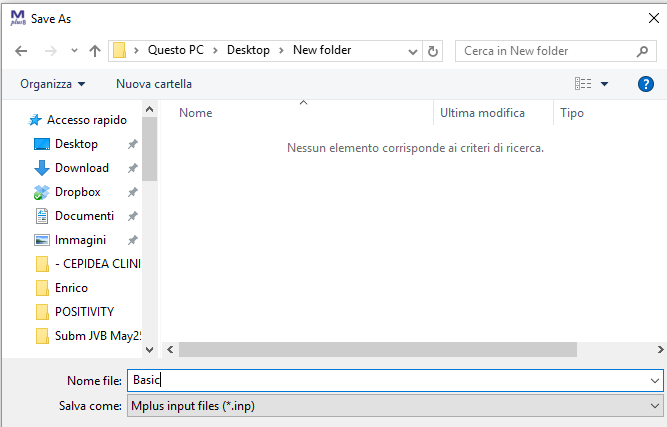 Mplus Save As
Questo PC > Desktop > New folder
Cerca in New folder
Organizza
Nuova cartella
?
Nome
Ultima modifica
Tipo
Nessun elemento corrisponde ai criteri di ricerca.
Accesso rapido
Desktop
Download
Dropbox
Documenti
Immagini
- CEPIDEA CLINI
Enrico
POSITIVITY
Subm JVB May25
Nome file: Basic
Salva come: Mplus input files (*.inp)